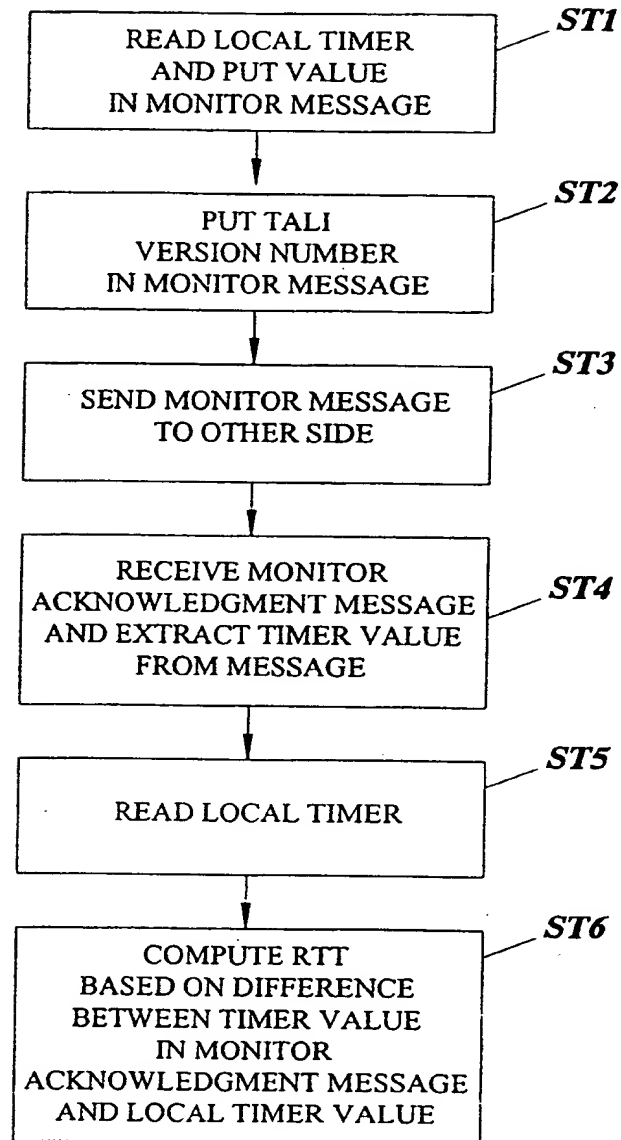 ST1
READ LOCAL TIMER
AND PUT VALUE
IN MONITOR MESSAGE
ST2
PUT TALI
VERSION NUMBER
IN MONITOR MESSAGE
ST3
SEND MONITOR MESSAGE
TO OTHER SIDE
RECEIVE MONITOR
ACKNOWLEDGMENT MESSAGE
AND EXTRACT TIMER VALUE
FROM MESSAGE
ST4
ST5
READ LOCAL TIMER
ST6
COMPUTE RTT
BASED ON DIFFERENCE
BETWEEN TIMER VALUE
IN MONITOR
ACKNOWLEDGMENT MESSAGE
AND LOCAL TIMER VALUE